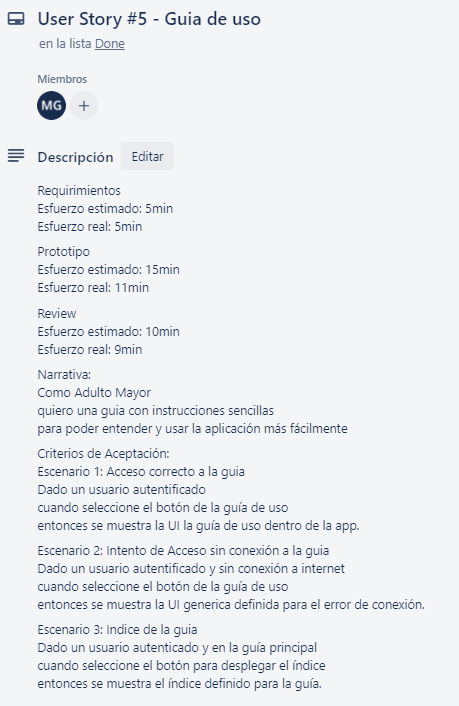 User Story #5 - Guia de uso
en la lista Done
Miembros
MG +
Descripción Editar
Requirimientos
Esfuerzo estimado: 5min
Esfuerzo real: 5min
Prototipo
Esfuerzo estimado: 15min
Esfuerzo real: 11min
Review
Esfuerzo estimado: 10min
Esfuerzo real: 9min
Narrativa:
Como Adulto Mayor
quiero una guia con instrucciones sencillas
para poder entender y usar la aplicación más fácilmente
Criterios de Aceptación:
Escenario 1: Acceso correcto a la guia
Dado un usuario autentificado
cuando seleccione el botón de la guía de uso
entonces se muestra la UI la guía de uso dentro de la app.
Escenario 2: Intento de Acceso sin conexión a la guia
Dado un usuario autentificado y sin conexión a internet
cuando seleccione el botón de la guía de uso
entonces se muestra la UI generica definida para el error de conexión.
Escenario 3: Indice de la guia
Dado un usuario autenticado y en la guía principal
cuando seleccione el botón para desplegar el índice
entonces se muestra el índice definido para la guía.